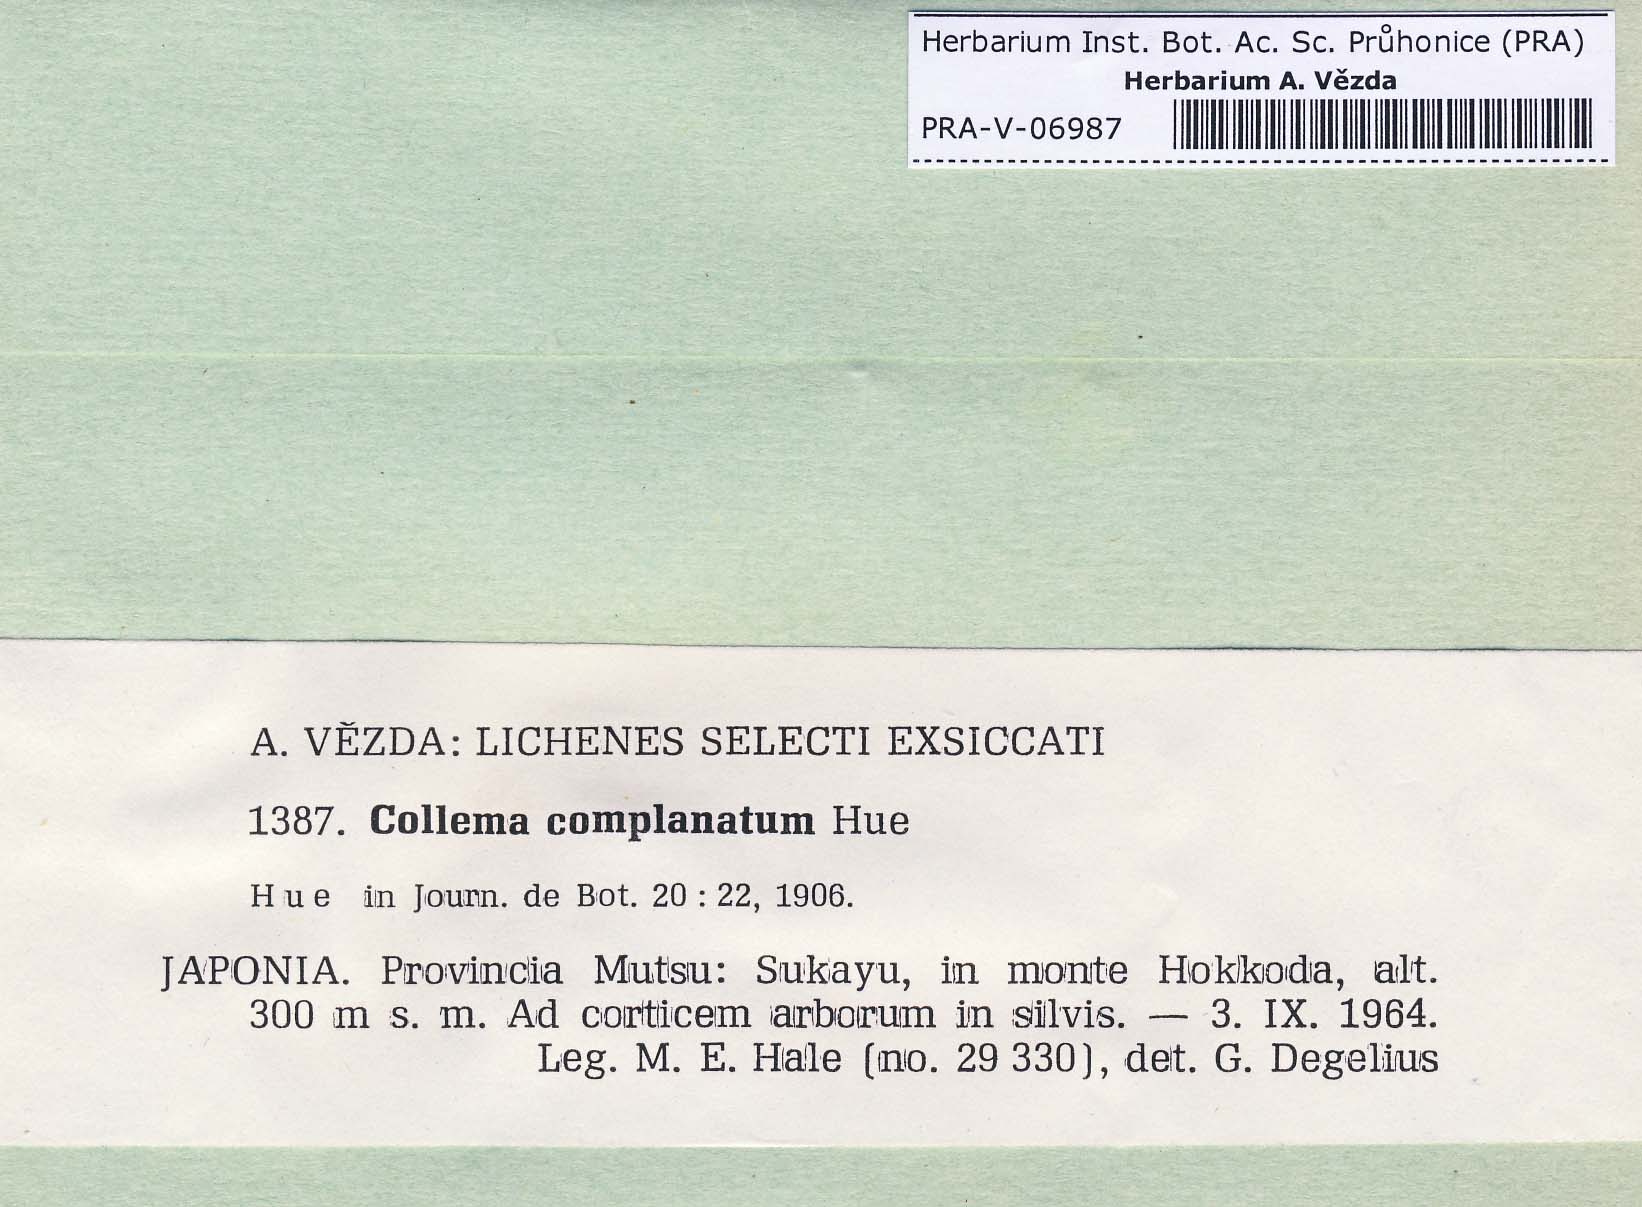 Herbarium Inst. Bot. Ac. Sc. Průhonice (PRA)
Herbarium A. Vězda
PRA-V-06987
A. VĚZDA: LICHENES SELECTI EXSICCATI
1387. Collema complanatum Hue
Hue in Journ. de Bot. 20 : 22, 1906.
JAPONIA. Provincia Mutsu: Sukayu, in monte Hokkoda, alt.
300 m s. m. Ad corticem arborum in silvis. — 3. IX. 1964.
Leg. M. E. Hale (no. 29 330), det. G. Degelius